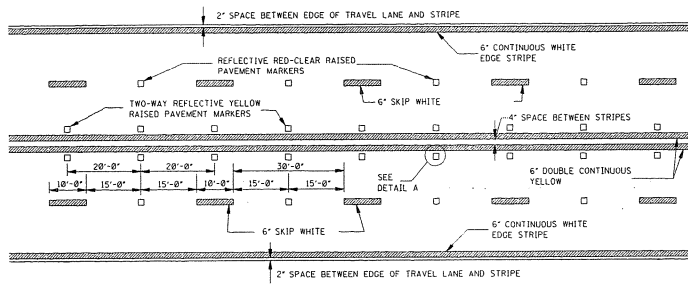 2" SPACE BETWEEN EDGE OF TRAVEL LANE AND STRIPE
6" CONTINUOUS WHITE
EDGE STRIPE
REFLECTIVE RED-CLEAR RAISED
PAVEMENT MARKERS
6" SKIP WHITE
TWO-WAY REFLECTIVE YELLOW
RAISED PAVEMENT MARKERS
4" SPACE BETWEEN STRIPES
20'-0" 20'-0" 30'-0"
10'-0" 15'-0" 15'-0" 10'-0" 15'-0" 15'-0"
SEE
DETAIL A
6" DOUBLE CONTINUOUS
YELLOW
6" SKIP WHITE
6" CONTINUOUS WHITE
EDGE STRIPE
2" SPACE BETWEEN EDGE OF TRAVEL LANE AND STRIPE